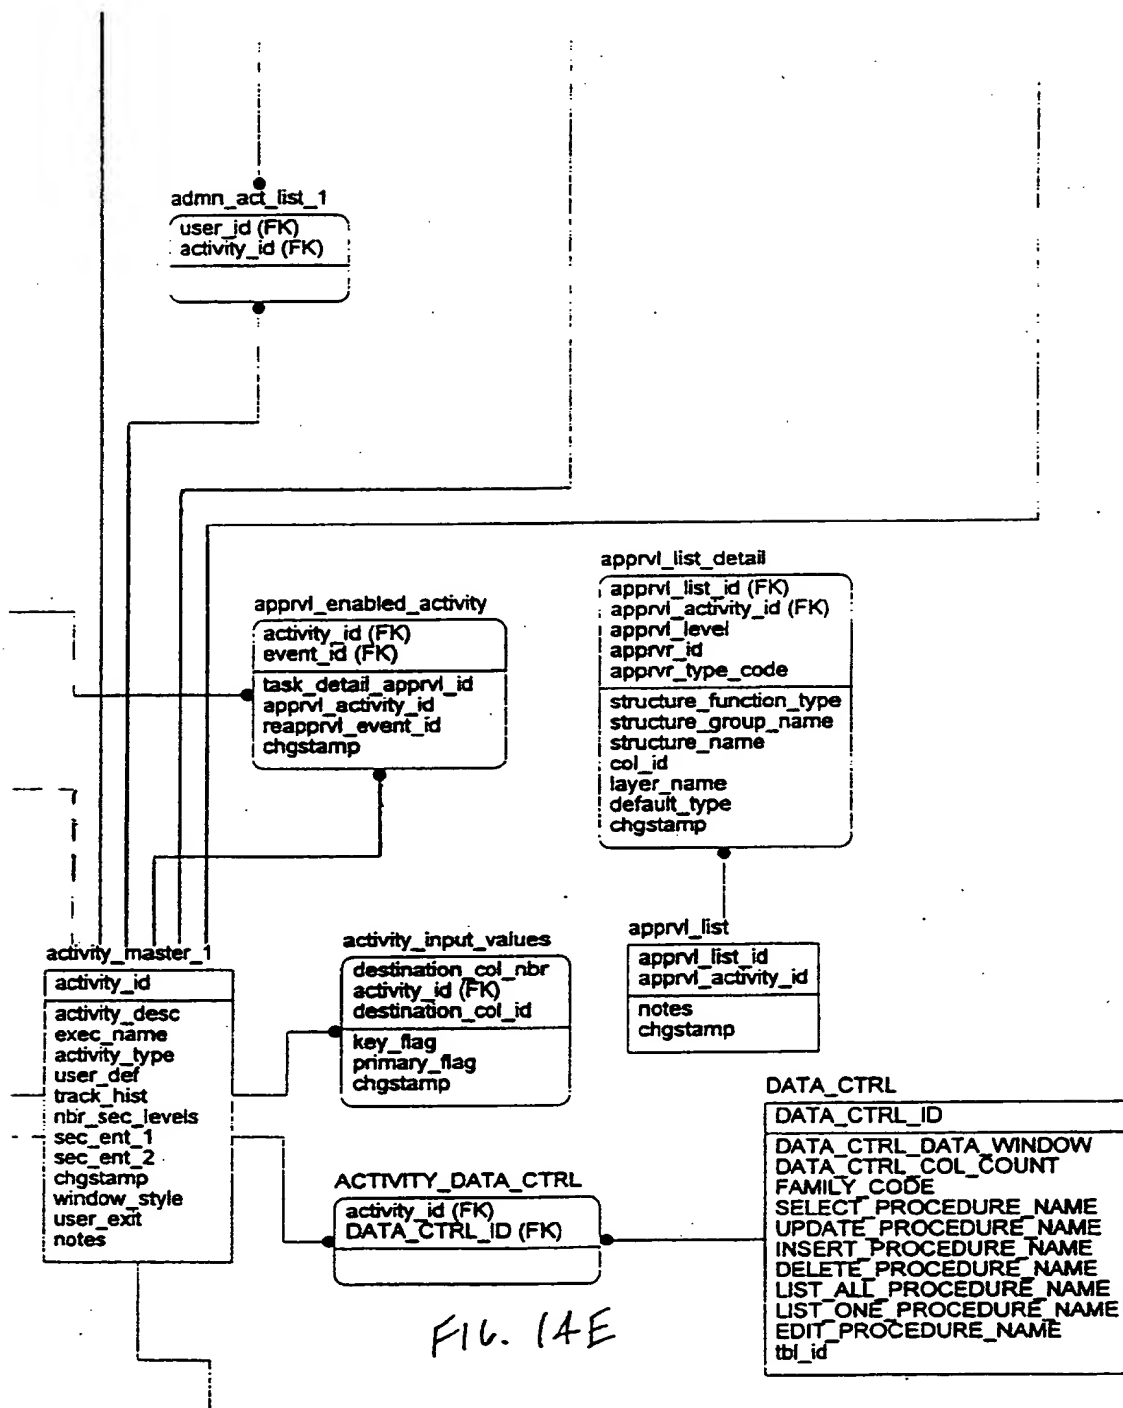 admn_act_list_1
user_id (FK)
activity_id (FK)
apprvl_list_detail
apprvl_list_id (FK)
apprvl_activity_id (FK)
apprvl_level
apprvr_id
apprvr_type_code
structure_function_type
structure_group_name
structure_name
col_id
layer_name
default_type
chgstamp
apprvl_enabled_activity
activity_id (FK)
event_id (FK)
task_detail_apprvl_id
apprvl_activity_id
reapprvl_event_id
chgstamp
apprvl_list
apprvl_list_id
apprvl_activity_id
notes
chgstamp
activity_master_1
activity_id
activity_desc
exec_name
activity_type
user_def
track_hist
nbr_sec_levels
sec_ent_1
sec_ent_2
chgstamp
window_style
user_exit
notes
activity_input_values
destination_col_nbr
activity_id (FK)
destination_col_id
key_flag
primary_flag
chgstamp
ACTIVITY_DATA_CTRL
activity_id (FK)
DATA_CTRL_ID (FK)
DATA_CTRL
DATA_CTRL_ID
DATA_CTRL_DATA_WINDOW
DATA_CTRL_COL_COUNT
FAMILY_CODE
SELECT_PROCEDURE_NAME
UPDATE_PROCEDURE_NAME
INSERT_PROCEDURE_NAME
DELETE_PROCEDURE_NAME
LIST_ALL_PROCEDURE_NAME
LIST_ONE_PROCEDURE_NAME
EDIT_PROCEDURE_NAME
tbl_id
FIG. 14E